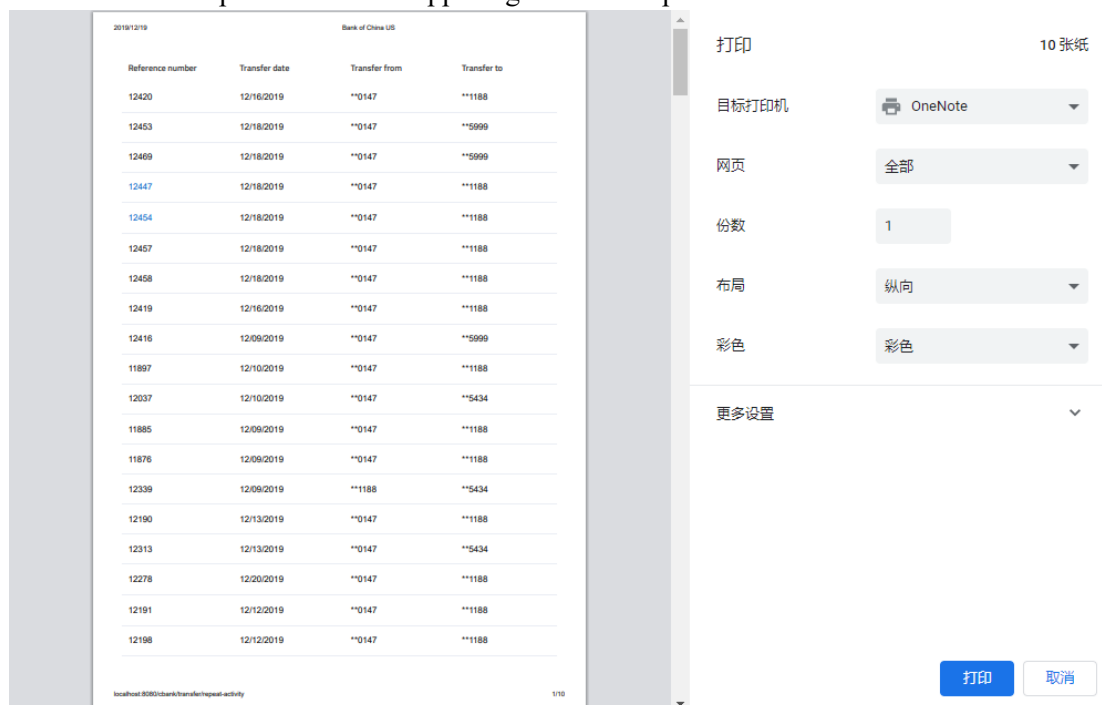 2019/12/19 Bank of China US
Reference number Transfer date Transfer from Transfer to
12420 12/16/2019 **0147 **1188
12453 12/18/2019 **0147 **5999
12469 12/18/2019 **0147 **5999
12447 12/18/2019 **0147 **1188
12454 12/18/2019 **0147 **1188
12457 12/18/2019 **0147 **1188
12458 12/18/2019 **0147 **1188
12419 12/16/2019 **0147 **1188
12416 12/09/2019 **0147 **5999
11897 12/10/2019 **0147 **1188
12037 12/10/2019 **0147 **5434
11885 12/09/2019 **0147 **1188
11876 12/09/2019 **0147 **1188
12339 12/09/2019 **1188 **5434
12190 12/13/2019 **0147 **1188
12313 12/13/2019 **0147 **5434
12278 12/20/2019 **0147 **1188
12191 12/12/2019 **0147 **1188
12198 12/12/2019 **0147 **1188
localhost:8080/cbank/transfer/repeat-activity 1/10
打印 10 张纸
目标打印机 OneNote
网页 全部
份数 1
布局 纵向
彩色 彩色
更多设置
打印 取消